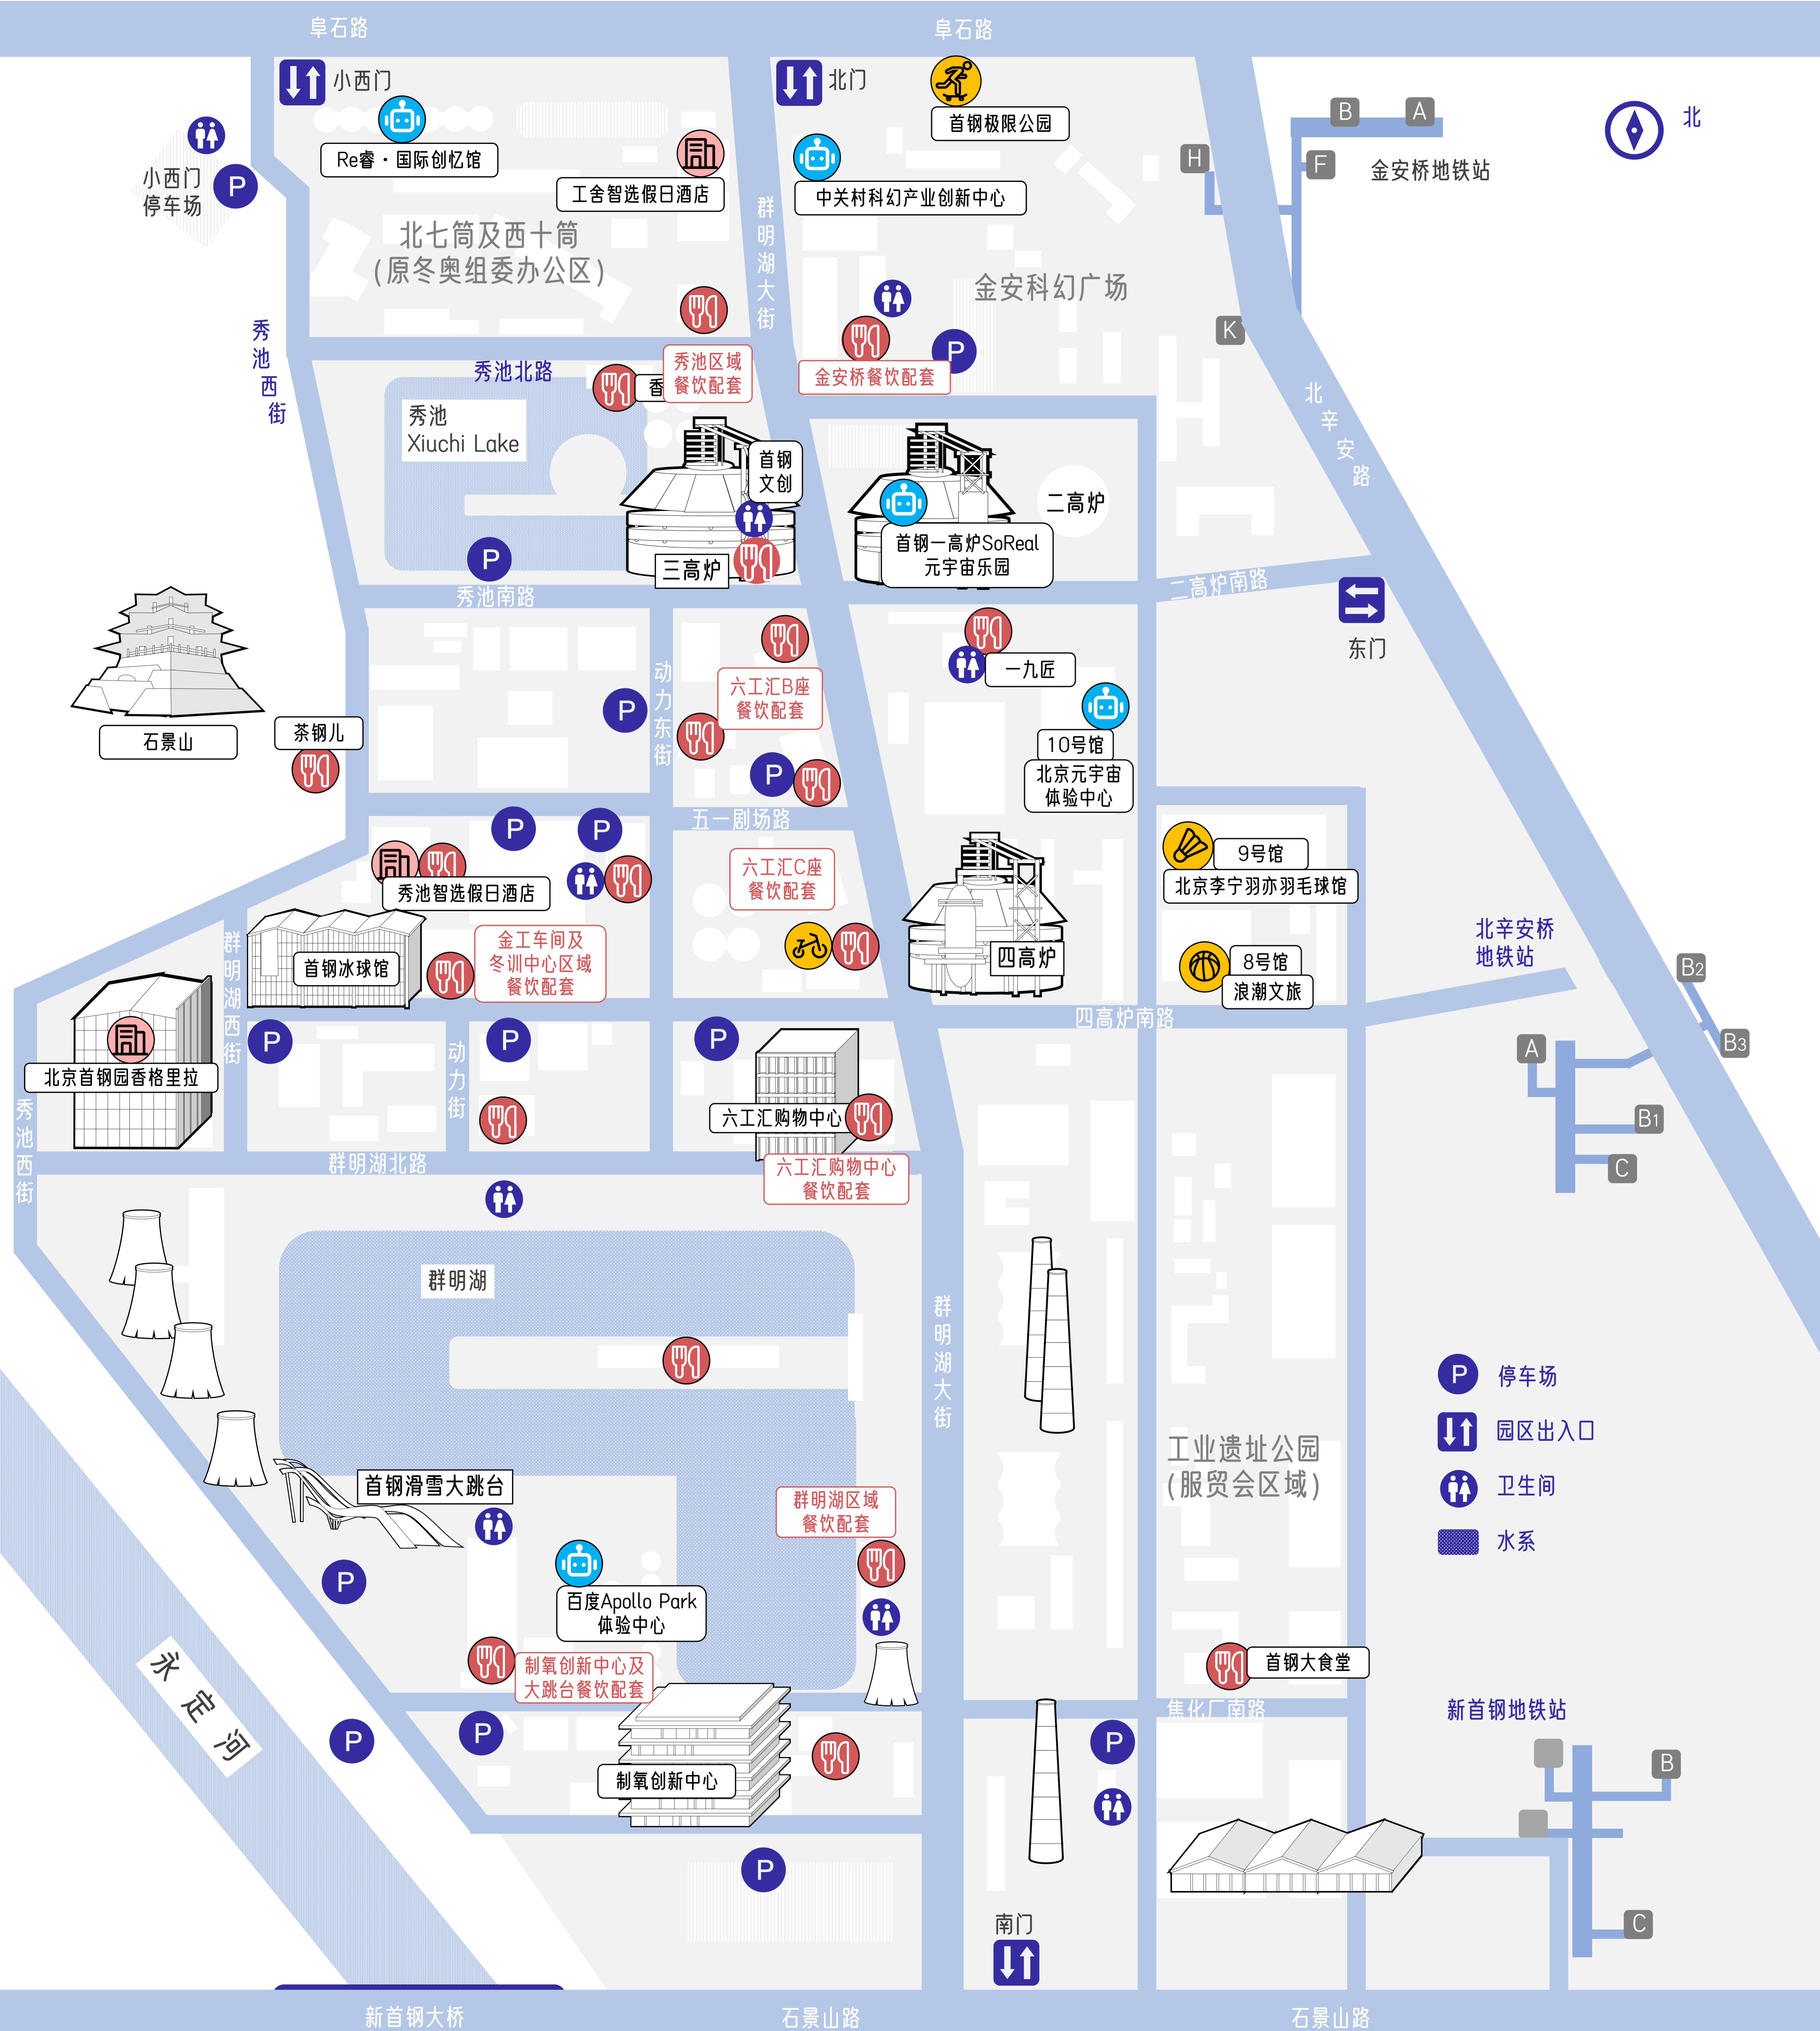 阜石路
阜石路
小西门
北门
首钢极限公园
Re睿·国际创忆馆
工舍智选假日酒店
中关村科幻产业创新中心
B
A
H
F
金安桥地铁站
北
小西门
停车场
P
北七筒及西十筒
(原冬奥组委办公区)
群明湖大街
金安科幻广场
K
P
秀池西街
秀池北路
秀池区域
餐饮配套
金安桥餐饮配套
香
秀池
Xiuchi Lake
北辛安路
首钢
文创
二高炉
首钢一高炉SoReal
元宇宙乐园
三高炉
P
秀池南路
二高炉南路
东门
石景山
茶钢儿
动力东街
P
六工汇B座
餐饮配套
一九匠
10号馆
北京元宇宙
体验中心
P
五一剧场路
P
P
六工汇C座
餐饮配套
9号馆
北京李宁羽亦羽毛球馆
秀池智选假日酒店
群明湖西街
首钢冰球馆
金工车间及
冬训中心区域
餐饮配套
四高炉
8号馆
浪潮文旅
北辛安桥
地铁站
B2
B3
四高炉南路
P
P
P
A
B1
C
北京首钢园香格里拉
动力街
六工汇购物中心
秀池西街
群明湖北路
六工汇购物中心
餐饮配套
群明湖
群明湖大街
P
停车场
园区出入口
卫生间
水系
工业遗址公园
(服贸会区域)
首钢滑雪大跳台
群明湖区域
餐饮配套
P
百度Apollo Park
体验中心
永定河
制氧创新中心及
大跳台餐饮配套
首钢大食堂
焦化厂南路
新首钢地铁站
P
P
P
B
制氧创新中心
P
C
南门
新首钢大桥
石景山路
石景山路